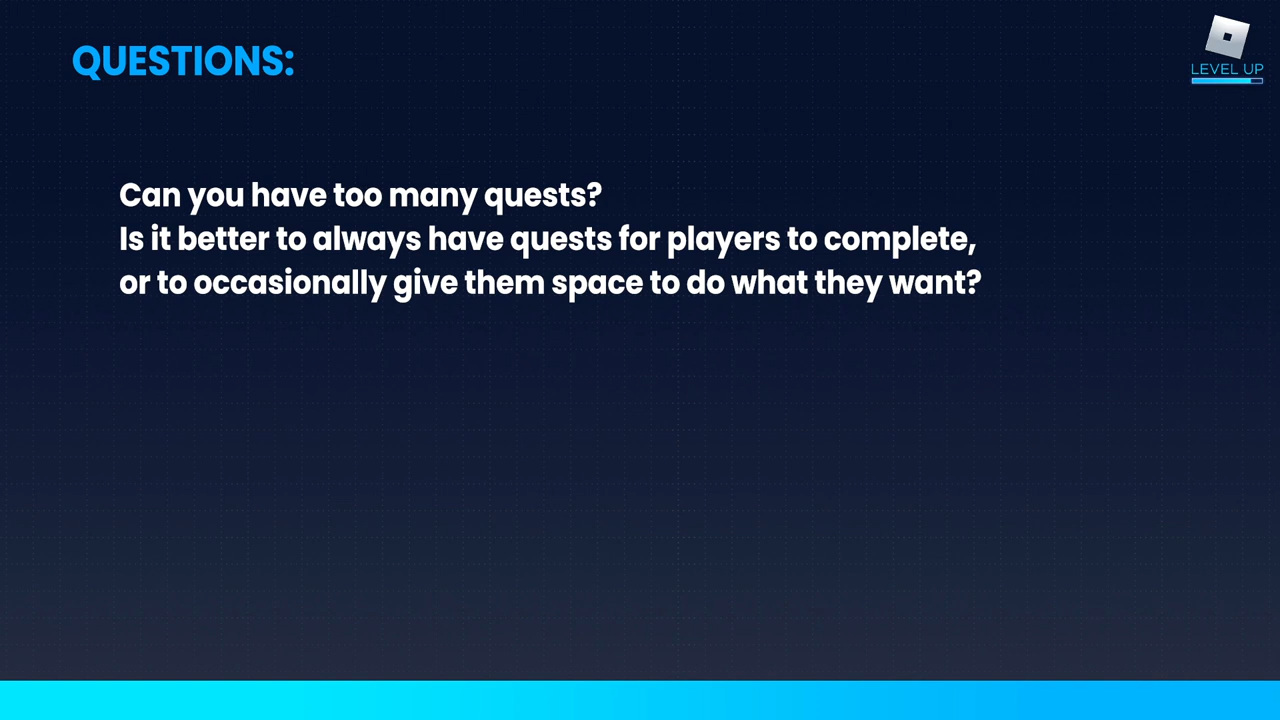 QUESTIONS:
LEVEL UP
Can you have too many quests?
Is it better to always have quests for players to complete,
or to occasionally give them space to do what they want?